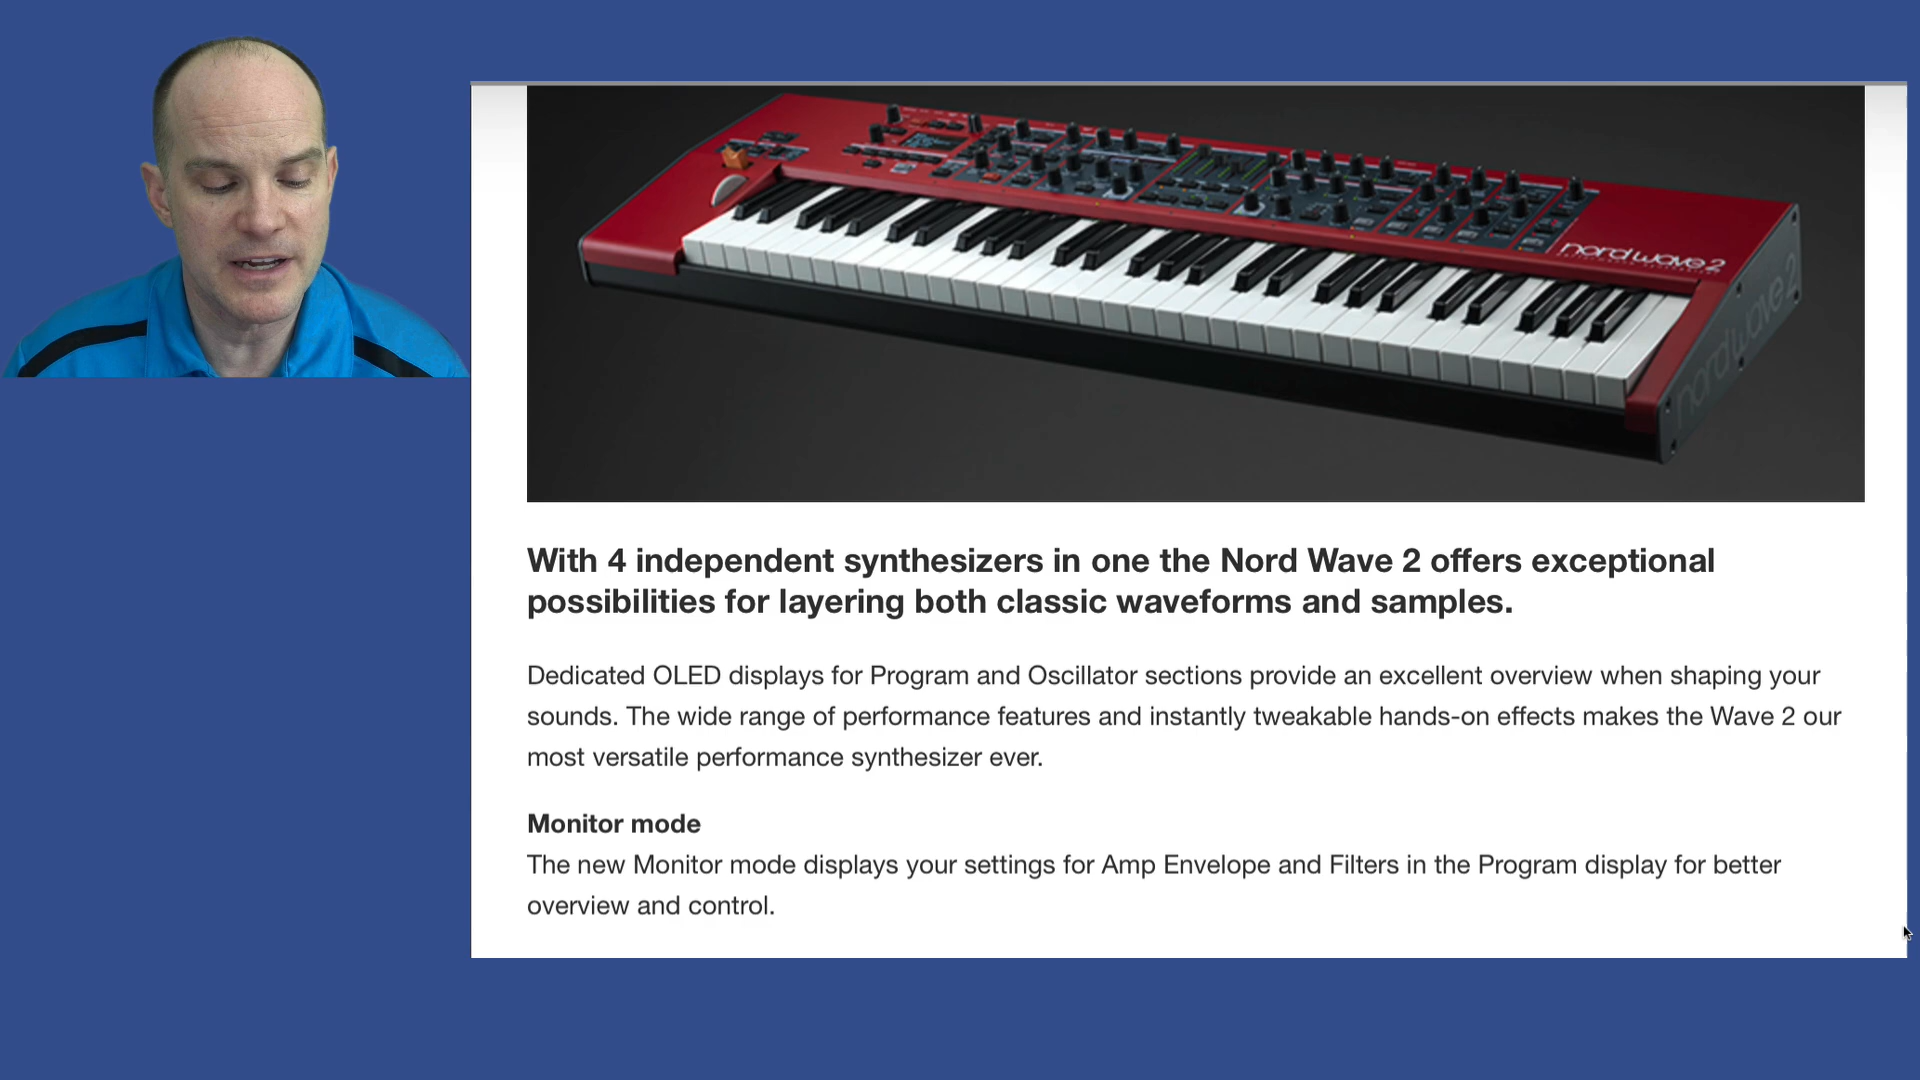 nord wave 2
nord wave 2
With 4 independent synthesizers in one the Nord Wave 2 offers exceptional
possibilities for layering both classic waveforms and samples.
Dedicated OLED displays for Program and Oscillator sections provide an excellent overview when shaping your
sounds. The wide range of performance features and instantly tweakable hands-on effects makes the Wave 2 our
most versatile performance synthesizer ever.
Monitor mode
The new Monitor mode displays your settings for Amp Envelope and Filters in the Program display for better
overview and control.